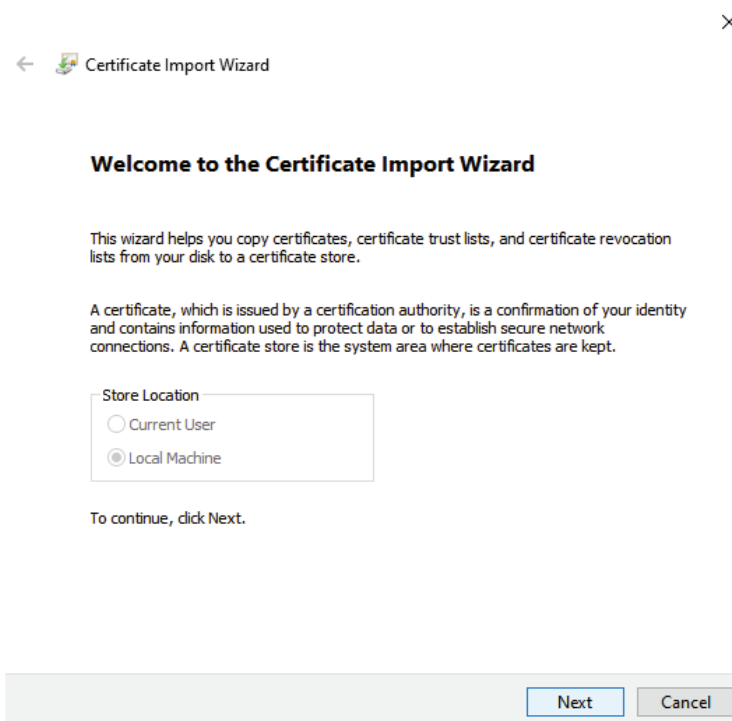 Certificate Import Wizard
Welcome to the Certificate Import Wizard
This wizard helps you copy certificates, certificate trust lists, and certificate revocation
lists from your disk to a certificate store.
A certificate, which is issued by a certification authority, is a confirmation of your identity
and contains information used to protect data or to establish secure network
connections. A certificate store is the system area where certificates are kept.
Store Location
Current User
Local Machine
To continue, click Next.
Next Cancel